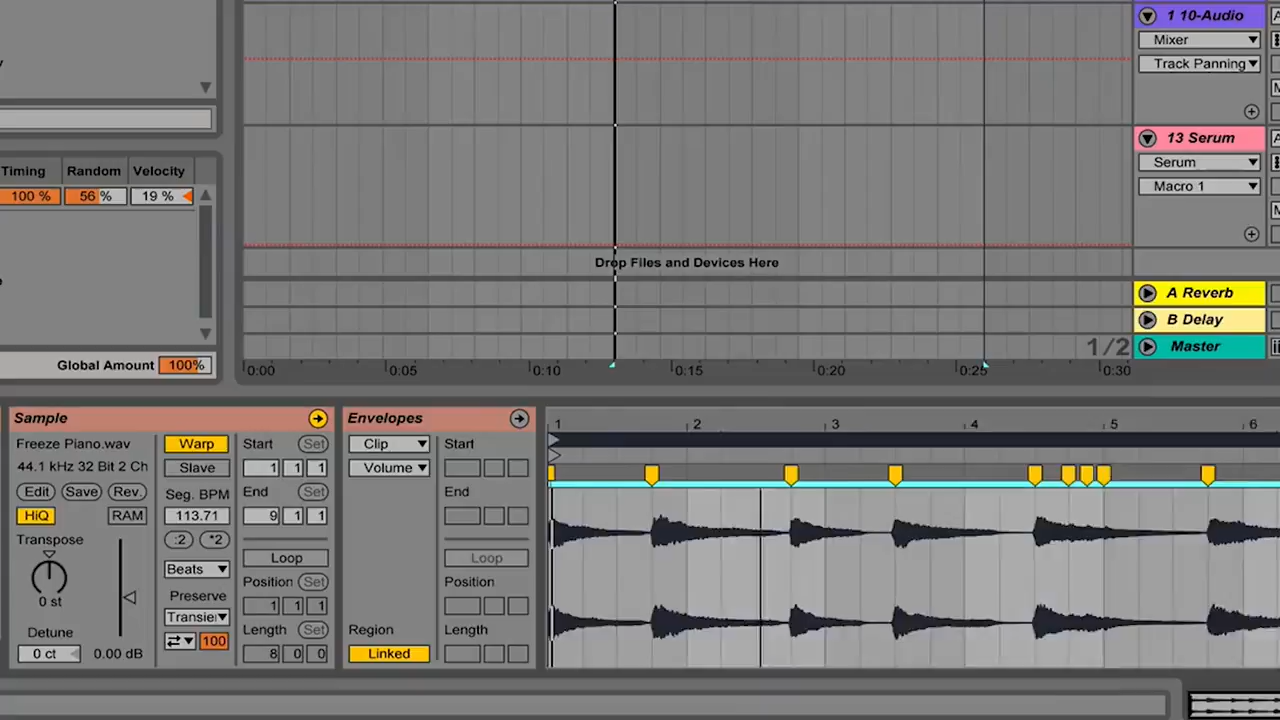 1 10-Audio
Mixer
Track Panning
13 Serum
Timing Random Velocity
Serum
100 % 56 % 19 %
Macro 1
Drop Files and Devices Here
A Reverb
B Delay
1/2 Master
Global Amount 100%
0:00 0:05 0:10 0:15 0:20 0:25 0:30
Sample Envelopes
1 2 3 4 5 6
Freeze Piano.wav Warp Start Set Clip Start
44.1 kHz 32 Bit 2 Ch Slave 1 1 1 Volume
Edit Save Rev. Seg. BPM End Set End
HiQ RAM 113.71 9 1 1
Transpose :2 *2
Loop Loop
Beats Position Set Position
0 st Preserve 1 1 1
Transier
Detune Length Set Region Length
100
0 ct 0.00 dB 8 0 0 Linked